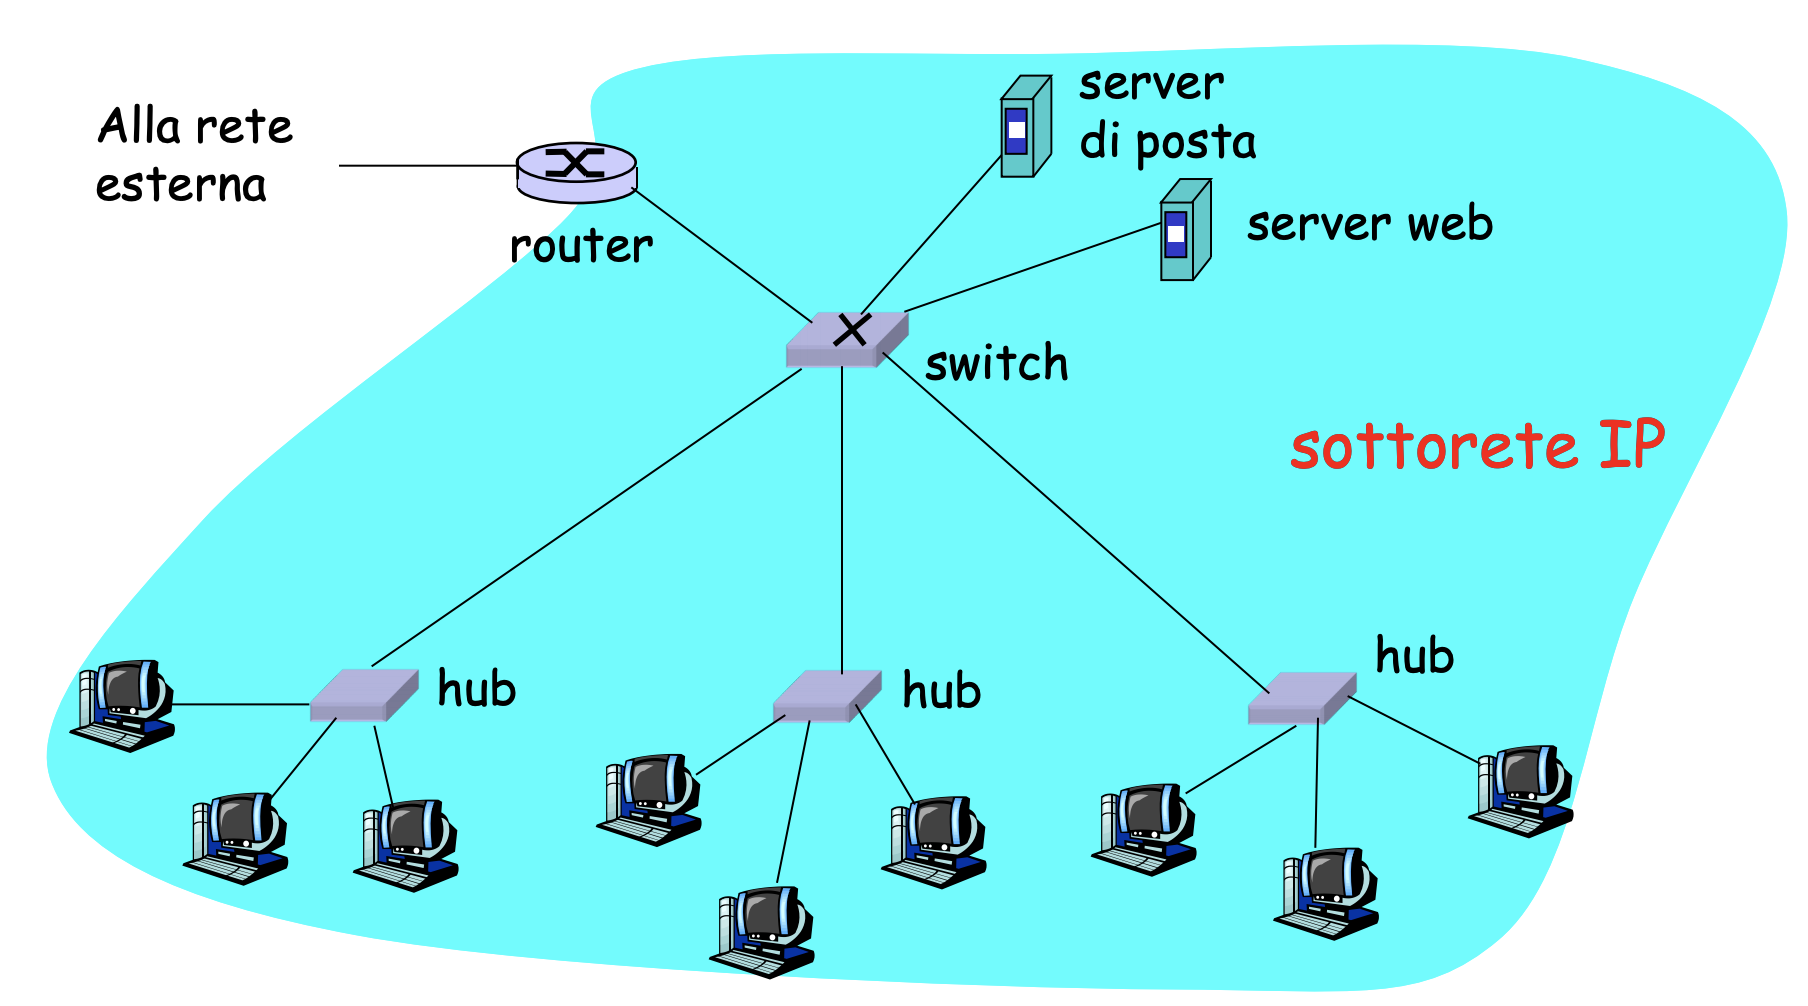 Alla rete
esterna
router
server
di posta
server web
switch
sottorete IP
hub
hub
hub